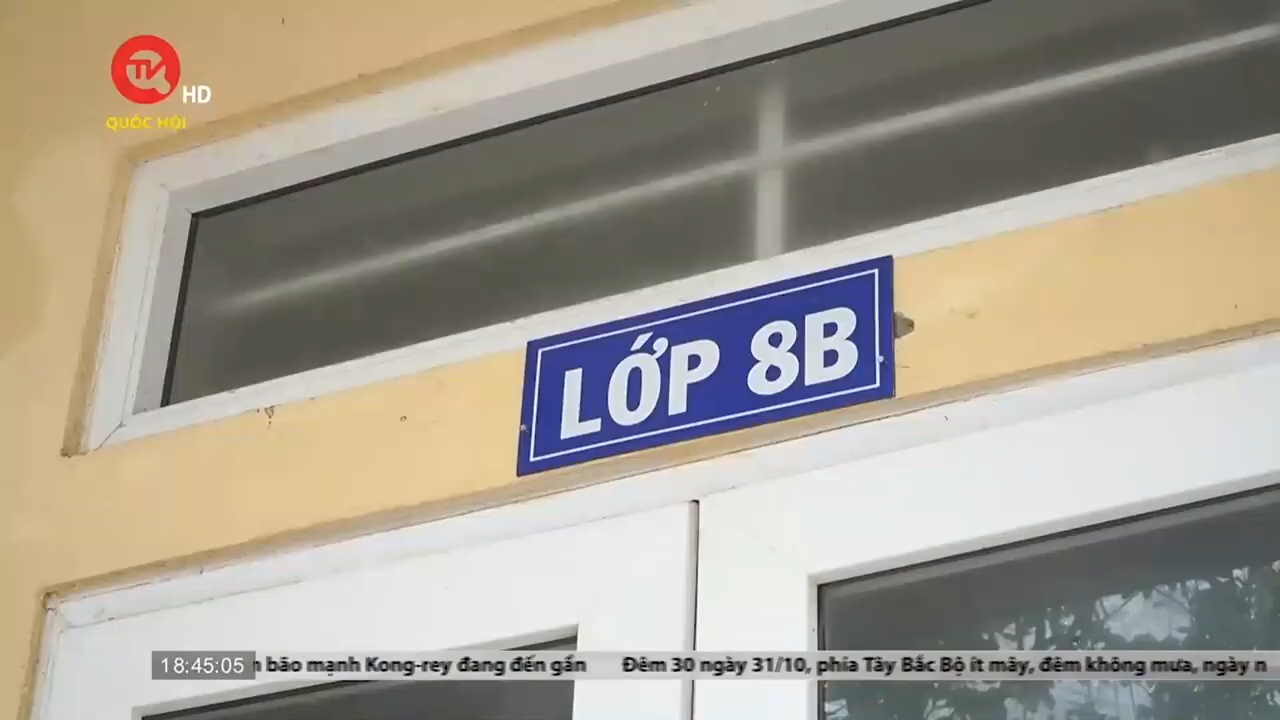 HD
QUỐC HỘI
LỚP 8B
18:45:05 bão mạnh Kong-rey đang đến gần Đêm 30 ngày 31/10, phía Tây Bắc Bộ ít mây, đêm không mưa, ngày